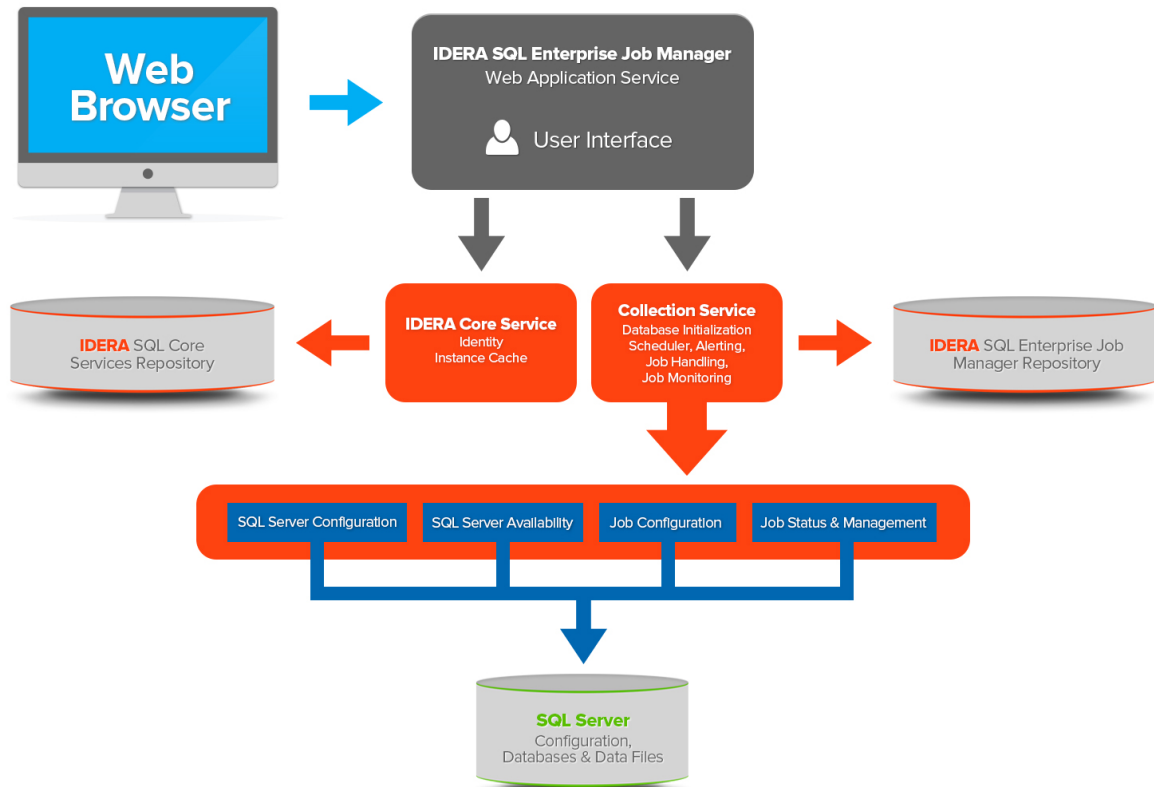 Web
Browser
IDERA SQL Enterprise Job Manager
Web Application Service
User Interface
IDERA SQL Core
Services Repository
IDERA Core Service
Identity
Instance Cache
Collection Service
Database Initialization
Scheduler, Alerting,
Job Handling,
Job Monitoring
IDERA SQL Enterprise Job
Manager Repository
SQL Server Configuration
SQL Server Availability
Job Configuration
Job Status & Management
SQL Server
Configuration,
Databases & Data Files